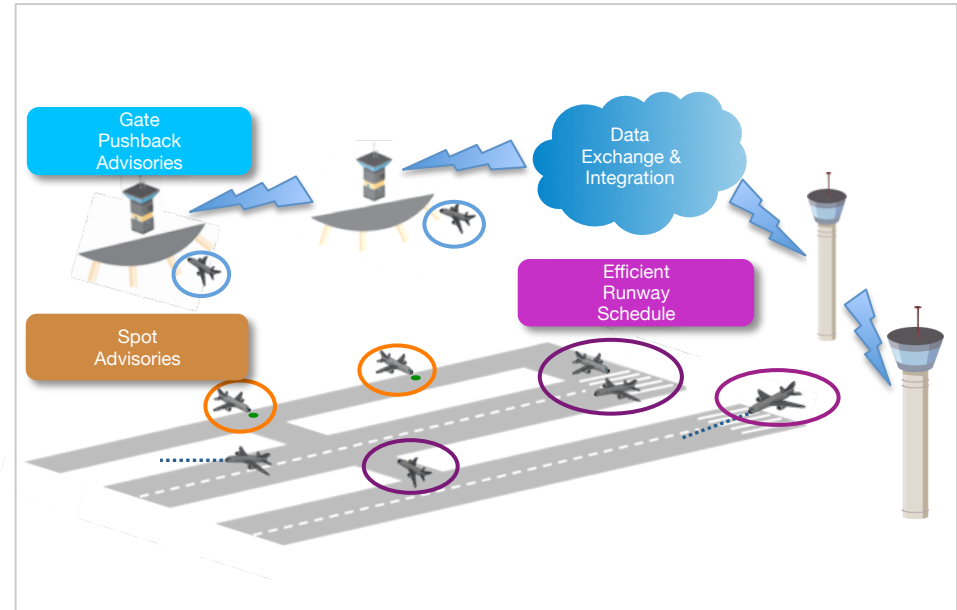 Gate
Pushback
Advisories
Data
Exchange &
Integration
Efficient
Runway
Schedule
Spot
Advisories